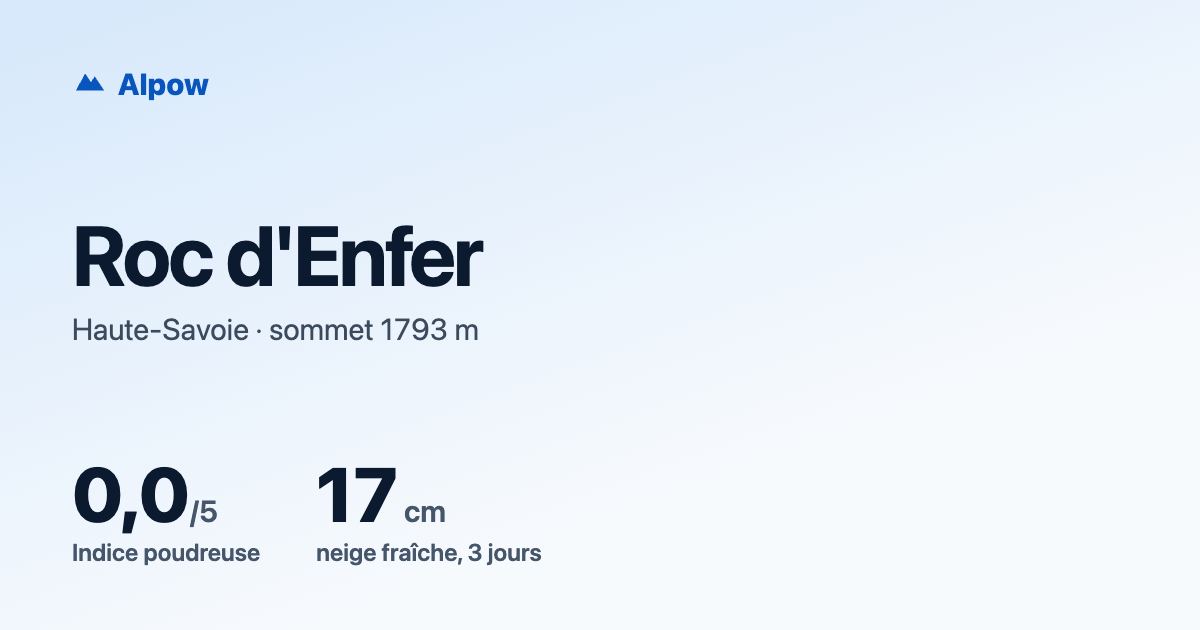 Alpow
Roc d'Enfer
Haute-Savoie · sommet 1793 m
0,0/5
17 cm
Indice poudreuse
neige fraîche, 3 jours